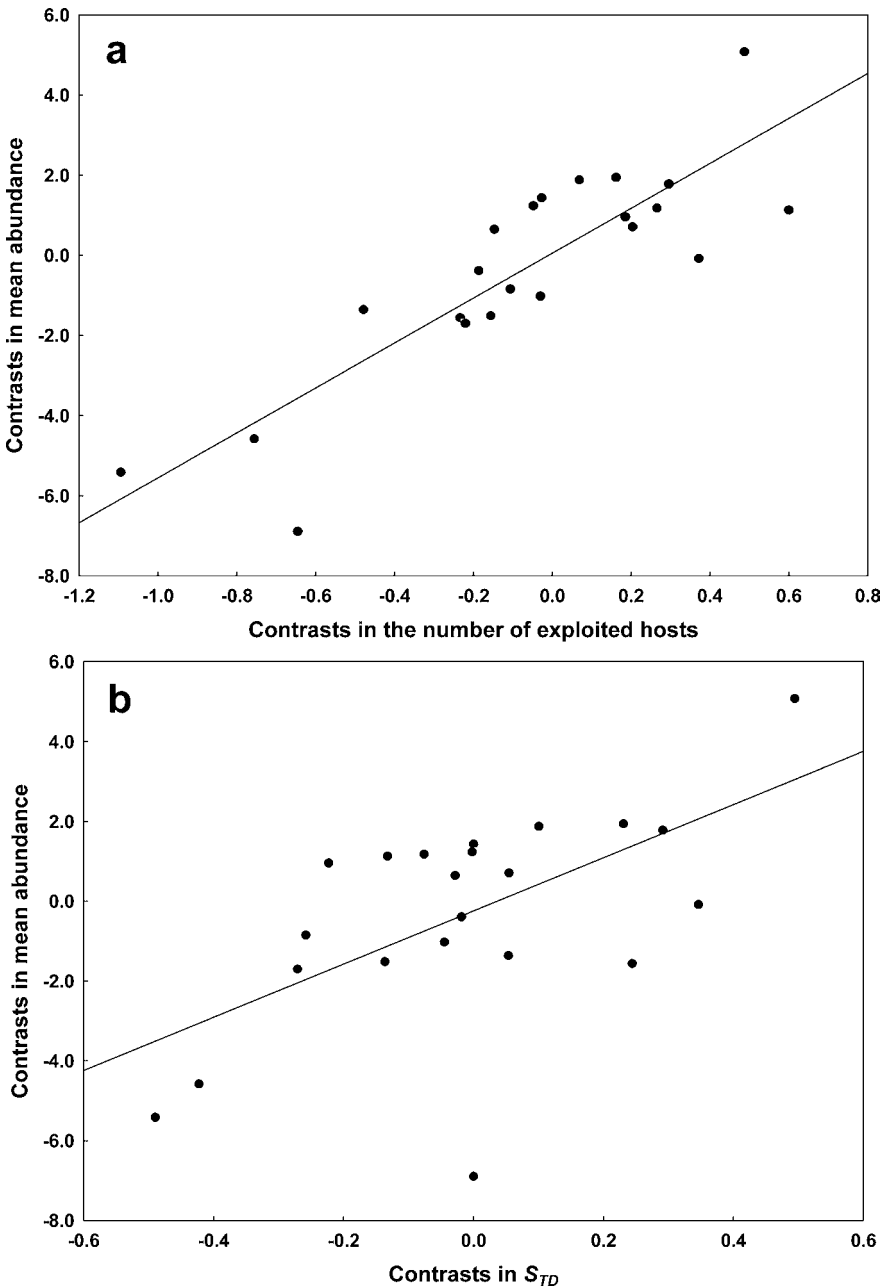 a
6.0
4.0
2.0
0.0
-2.0
-4.0
-6.0
-8.0
Contrasts in mean abundance
-1.2 -1.0 -0.8 -0.6 -0.4 -0.2 0.0 0.2 0.4 0.6 0.8
Contrasts in the number of exploited hosts
b
6.0
4.0
2.0
0.0
-2.0
-4.0
-6.0
-8.0
Contrasts in mean abundance
-0.6 -0.4 -0.2 0.0 0.2 0.4 0.6
Contrasts in STD